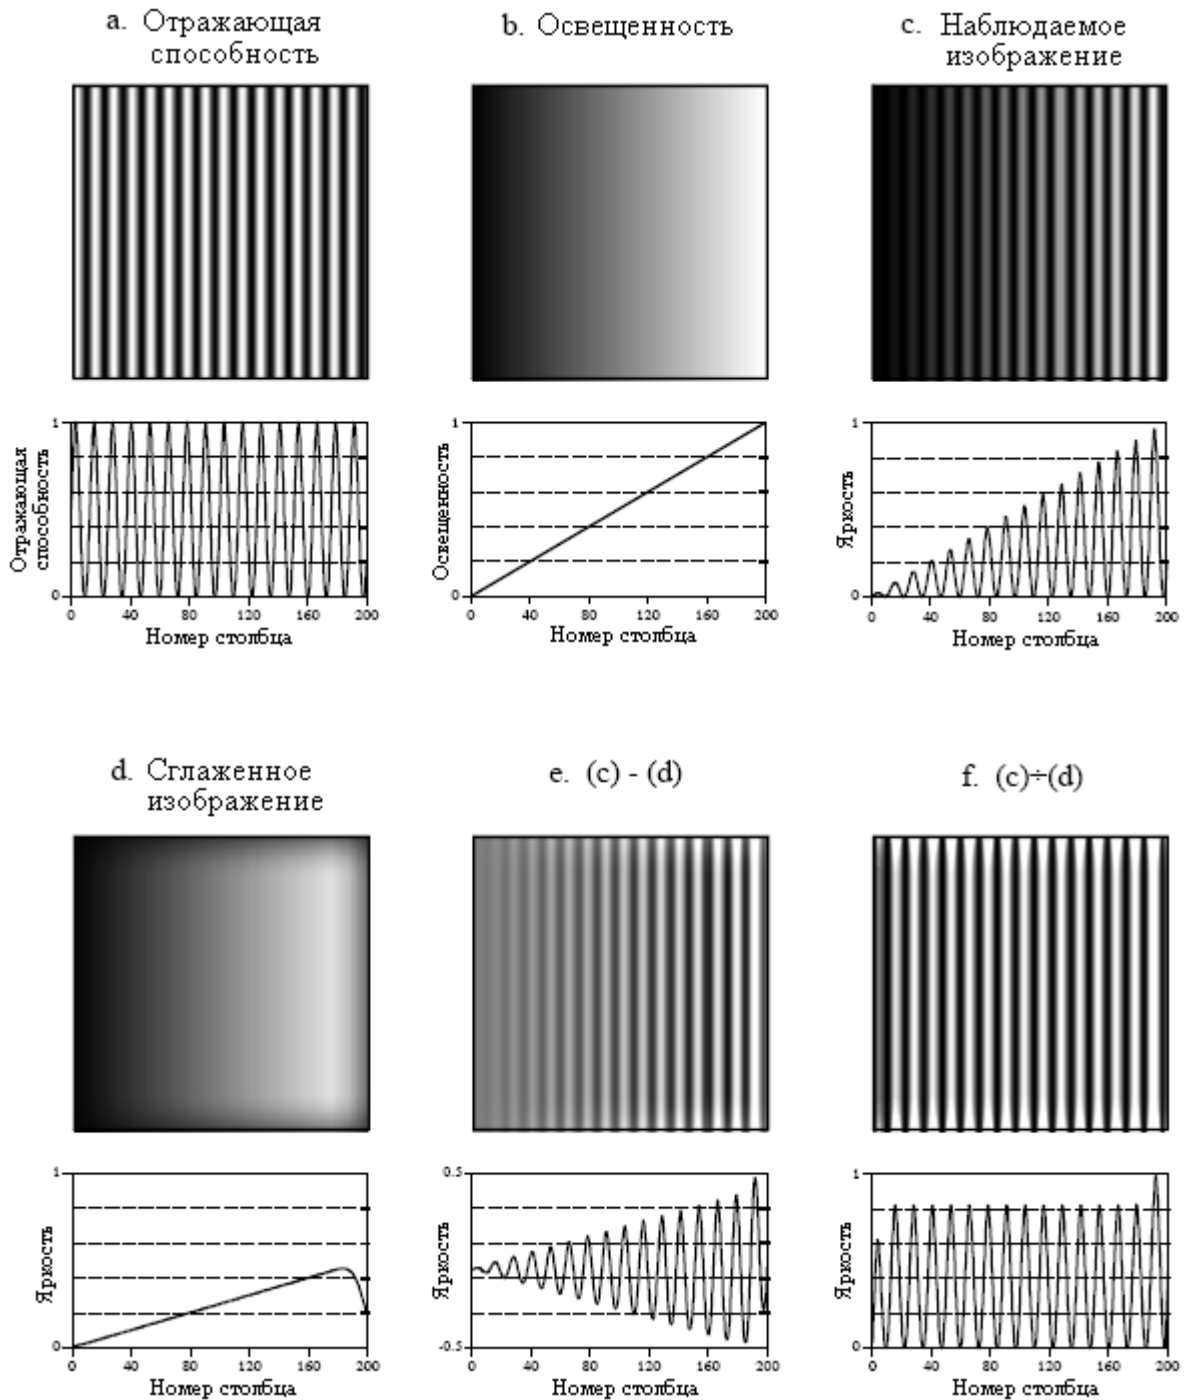 a. Отражающая
способность
b. Освещенность
c. Наблюдаемое
изображение
Отражающая
способность
1
0
0 40 80 120 160 200
Номер столбца
Освещенность
1
0
0 40 80 120 160 200
Номер столбца
Яркость
1
0
0 40 80 120 160 200
Номер столбца
d. Сглаженное
изображение
e. (c) - (d)
f. (c)÷(d)
Яркость
1
0
0 40 80 120 160 200
Номер столбца
Яркость
0.5
-0.5
0 40 80 120 160 200
Номер столбца
Яркость
1
0
0 40 80 120 160 200
Номер столбца